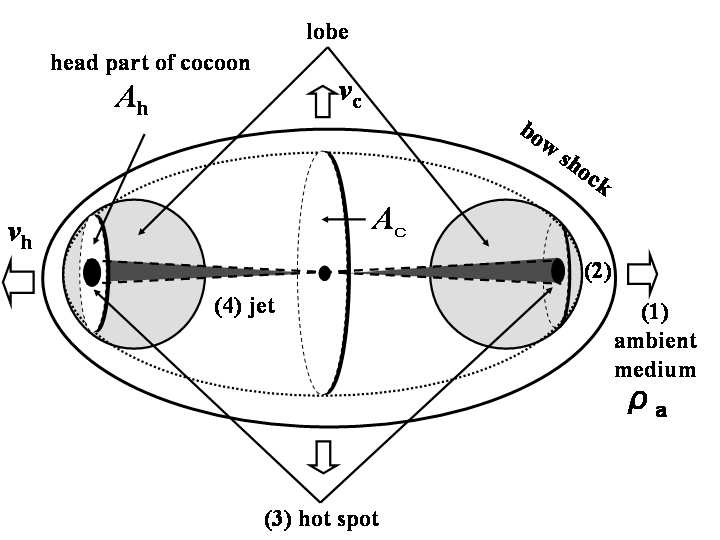 lobe
head part of cocoon
A_h
v_c
bow shock
v_h
A_c
(2)
(4) jet
(1)
ambient
medium
ρ_a
(3) hot spot